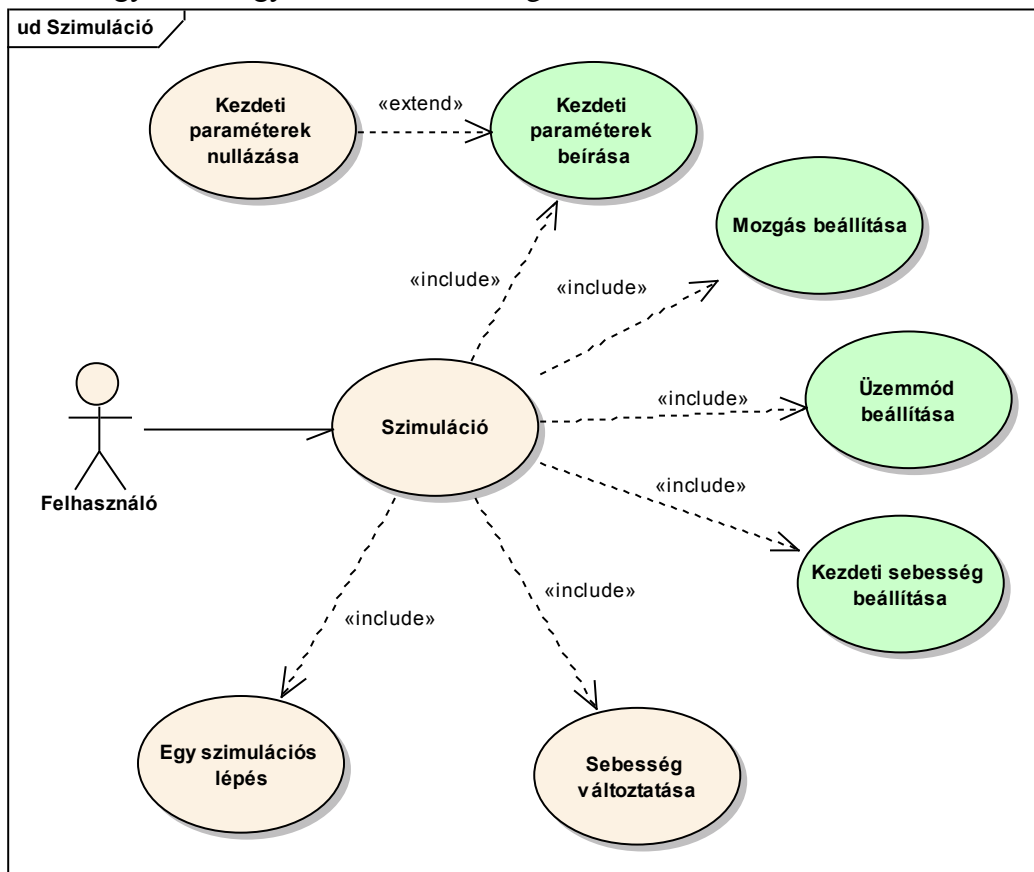 ud Szimuláció
Kezdeti
paraméterek
nullázása
«extend»
Kezdeti
paraméterek
beírása
Mozgás beállítása
«include»
«include»
Üzemmód
beállítása
«include»
Szimuláció
Felhasználó
«include»
Kezdeti sebesség
beállítása
«include»
«include»
Egy szimulációs
lépés
Sebesség
változtatása